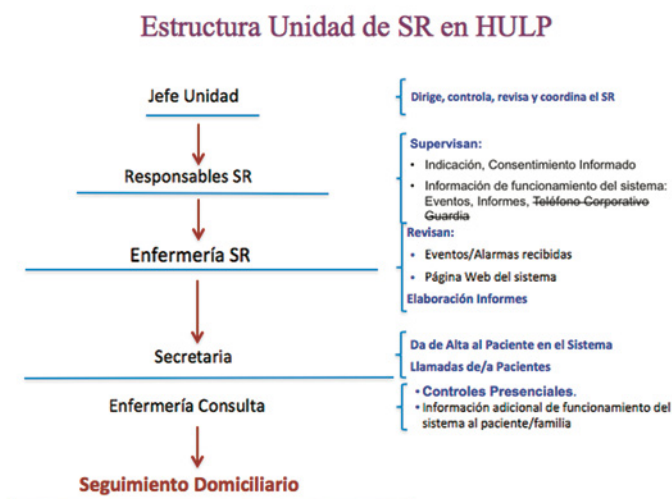 Estructura Unidad de SR en HULP
Jefe Unidad
Dirige, controla, revisa y coordina el SR
Responsables SR
Supervisan:
• Indicación, Consentimiento Informado
• Información de funcionamiento del sistema:
Eventos, Informes, Teléfono Corporativo
Guardia
Enfermería SR
Revisan:
• Eventos/Alarmas recibidas
• Página Web del sistema
Elaboración Informes
Secretaria
Da de Alta al Paciente en el Sistema
Llamadas de/a Pacientes
Enfermería Consulta
• Controles Presenciales.
• Información adicional de funcionamiento del
sistema al paciente/familia
Seguimiento Domiciliario